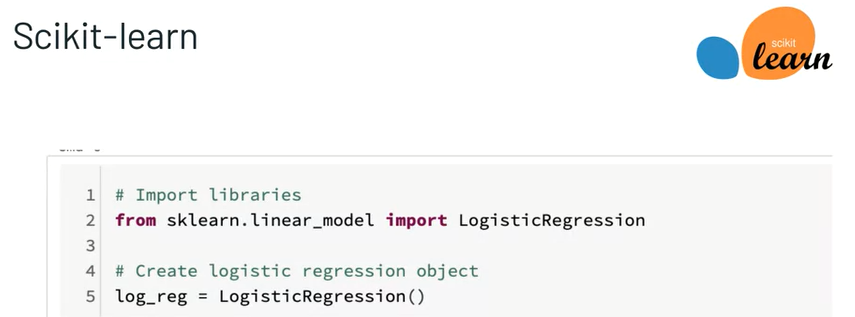 Scikit-learn
scikit
learn
1 # Import libraries
2 from sklearn.linear_model import LogisticRegression
3
4 # Create logistic regression object
5 log_reg = LogisticRegression()